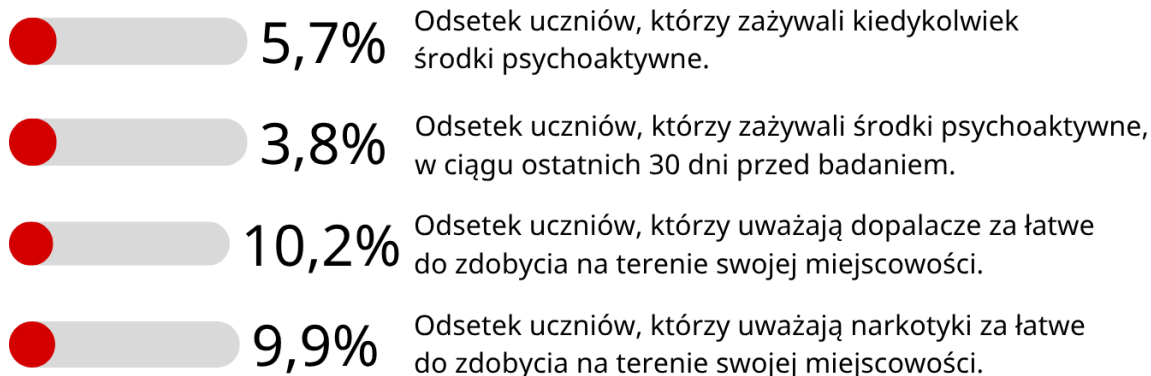 5,7%
Odsetek uczniów, którzy zażywali kiedykolwiek
środki psychoaktywne.
3,8%
Odsetek uczniów, którzy zażywali środki psychoaktywne,
w ciągu ostatnich 30 dni przed badaniem.
10,2%
Odsetek uczniów, którzy uważają dopalacze za łatwe
do zdobycia na terenie swojej miejscowości.
9,9%
Odsetek uczniów, którzy uważają narkotyki za łatwe
do zdobycia na terenie swojej miejscowości.